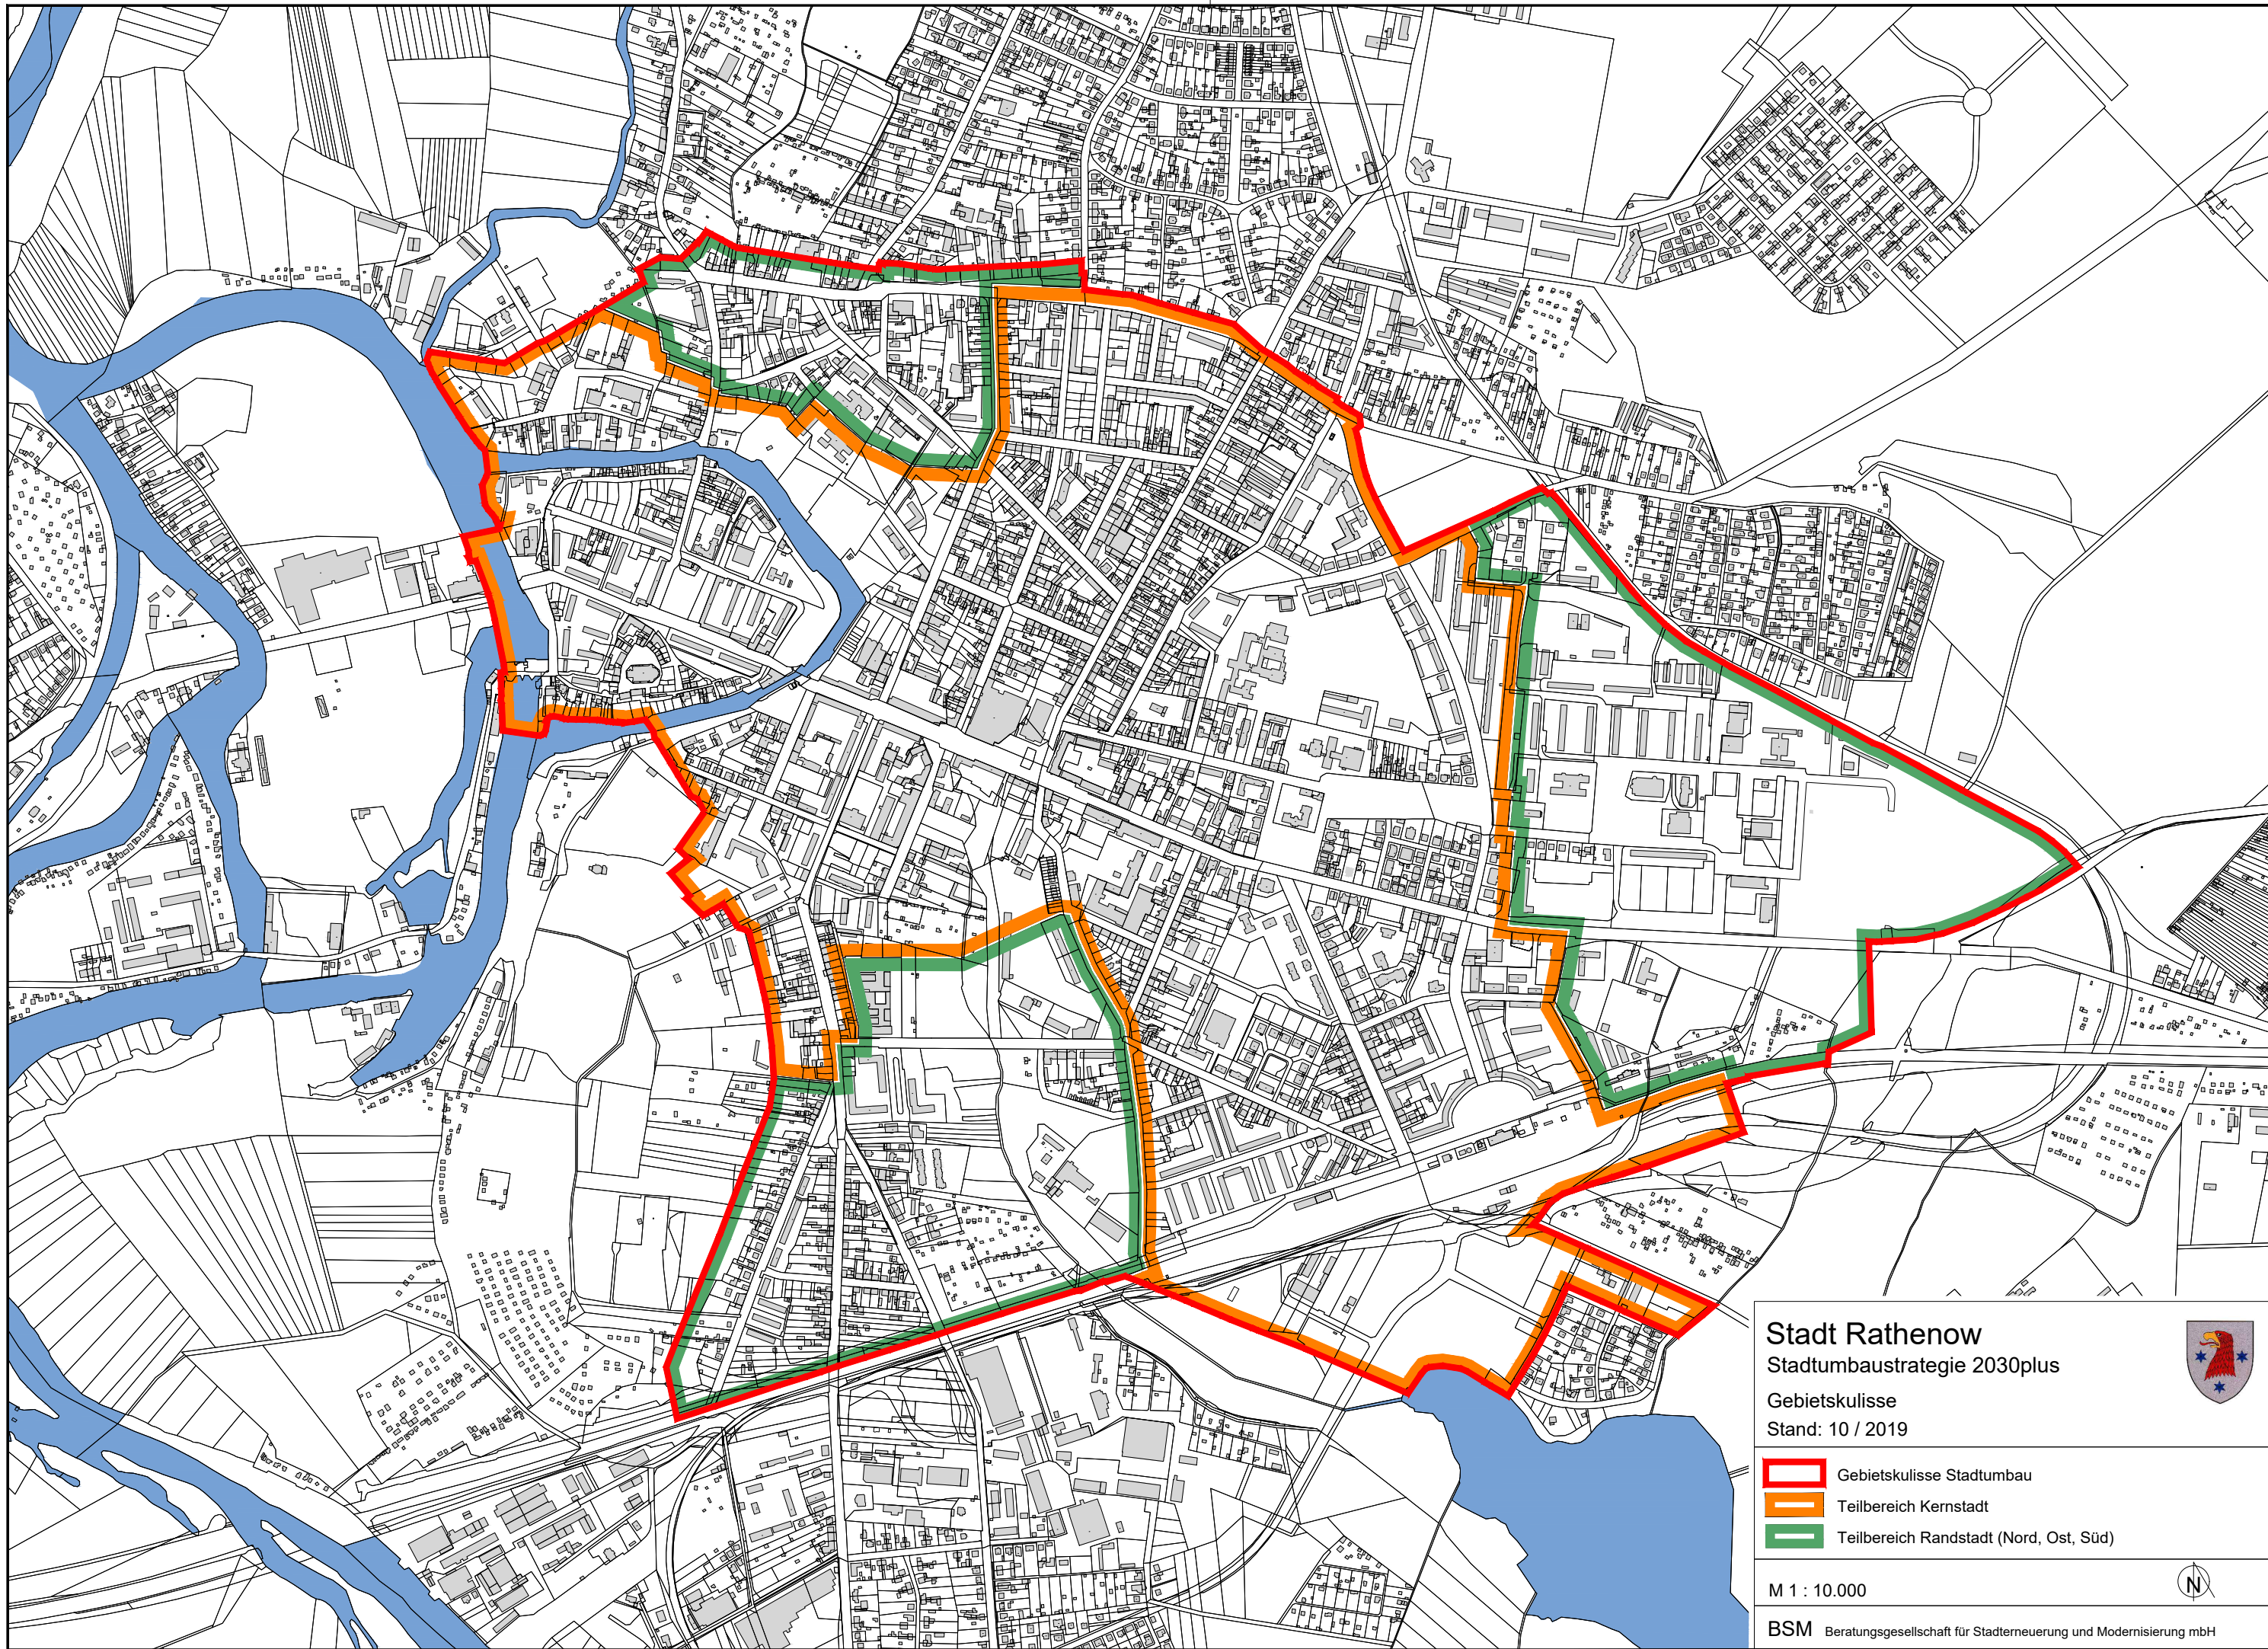 Stadt Rathenow
Stadtumbaustrategie 2030plus
Gebietskulisse
Stand: 10 / 2019
Gebietskulisse Stadtumbau
Teilbereich Kernstadt
Teilbereich Randstadt (Nord, Ost, Süd)
M 1 : 10.000
N
BSM Beratungsgesellschaft für Stadterneuerung und Modernisierung mbH